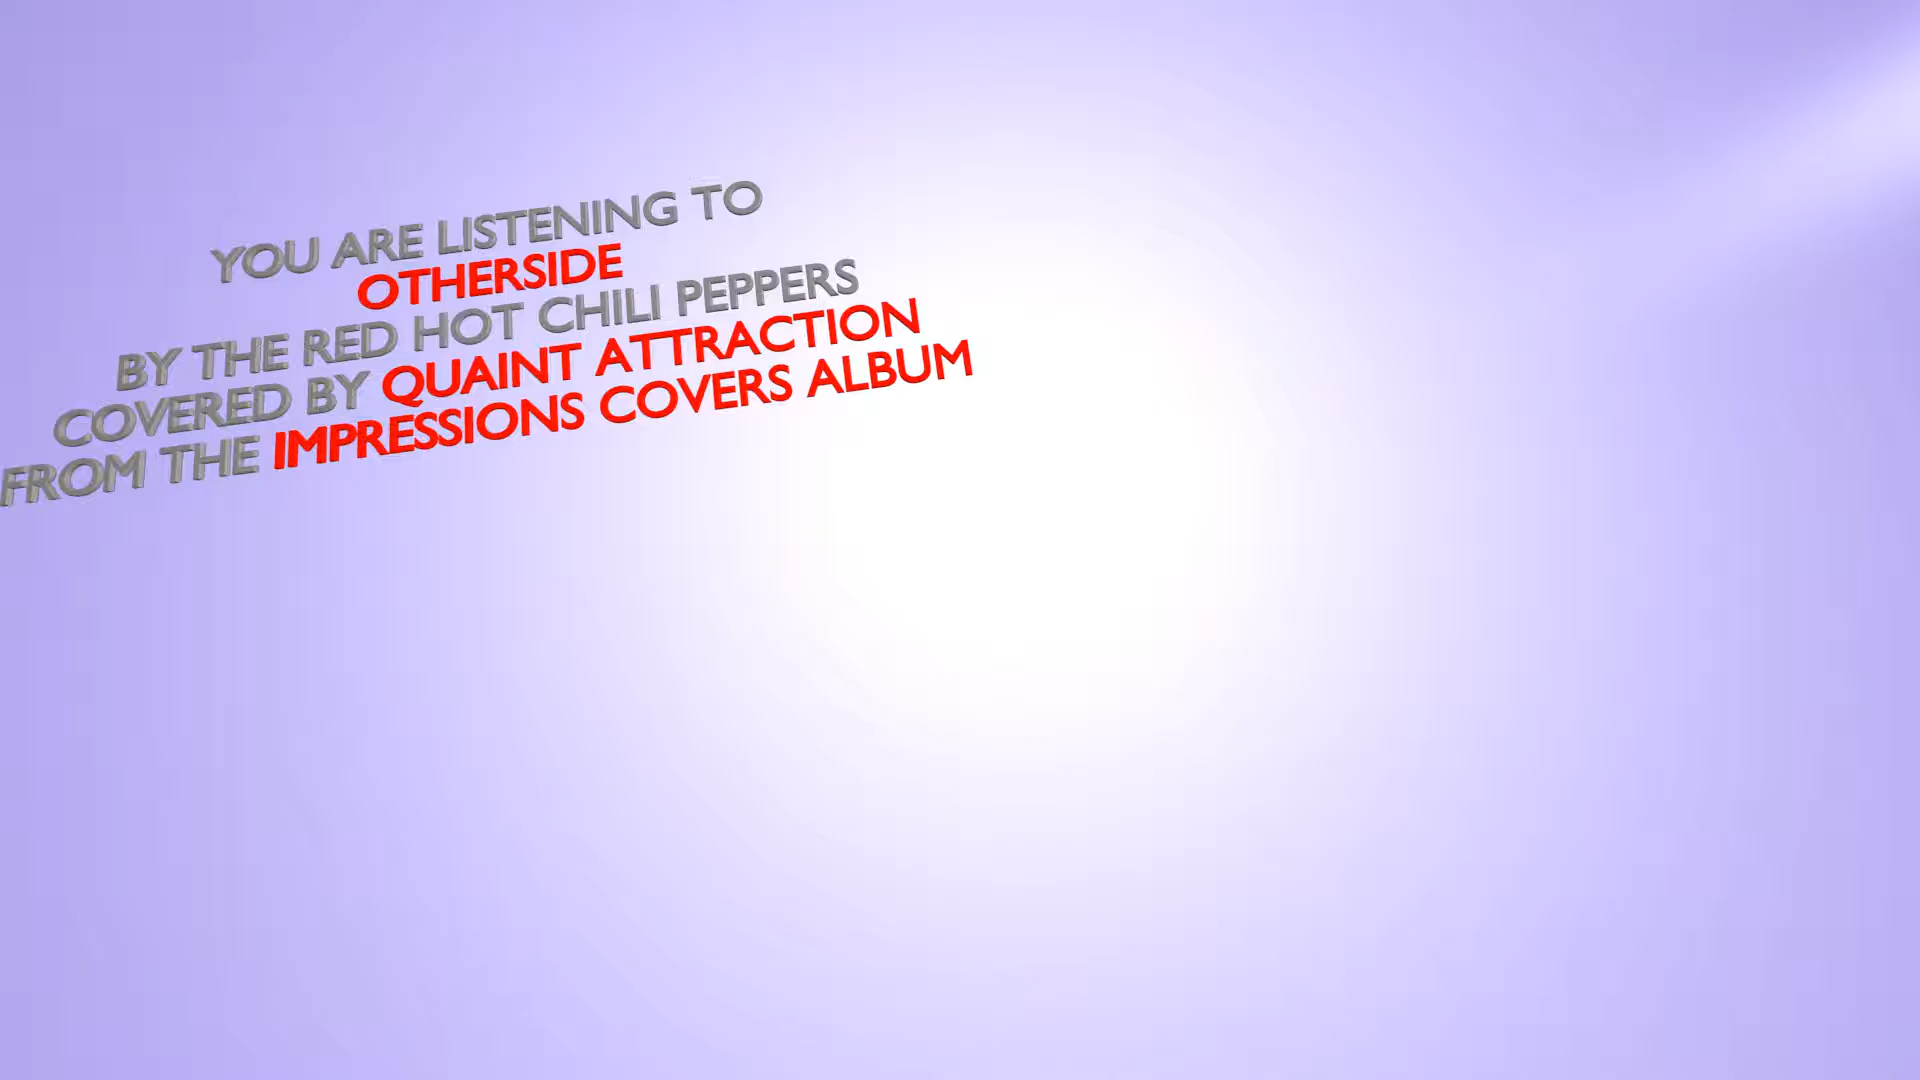 YOU ARE LISTENING TO
OTHERSIDE
BY THE RED HOT CHILI PEPPERS
COVERED BY QUAINT ATTRACTION
FROM THE IMPRESSIONS COVERS ALBUM